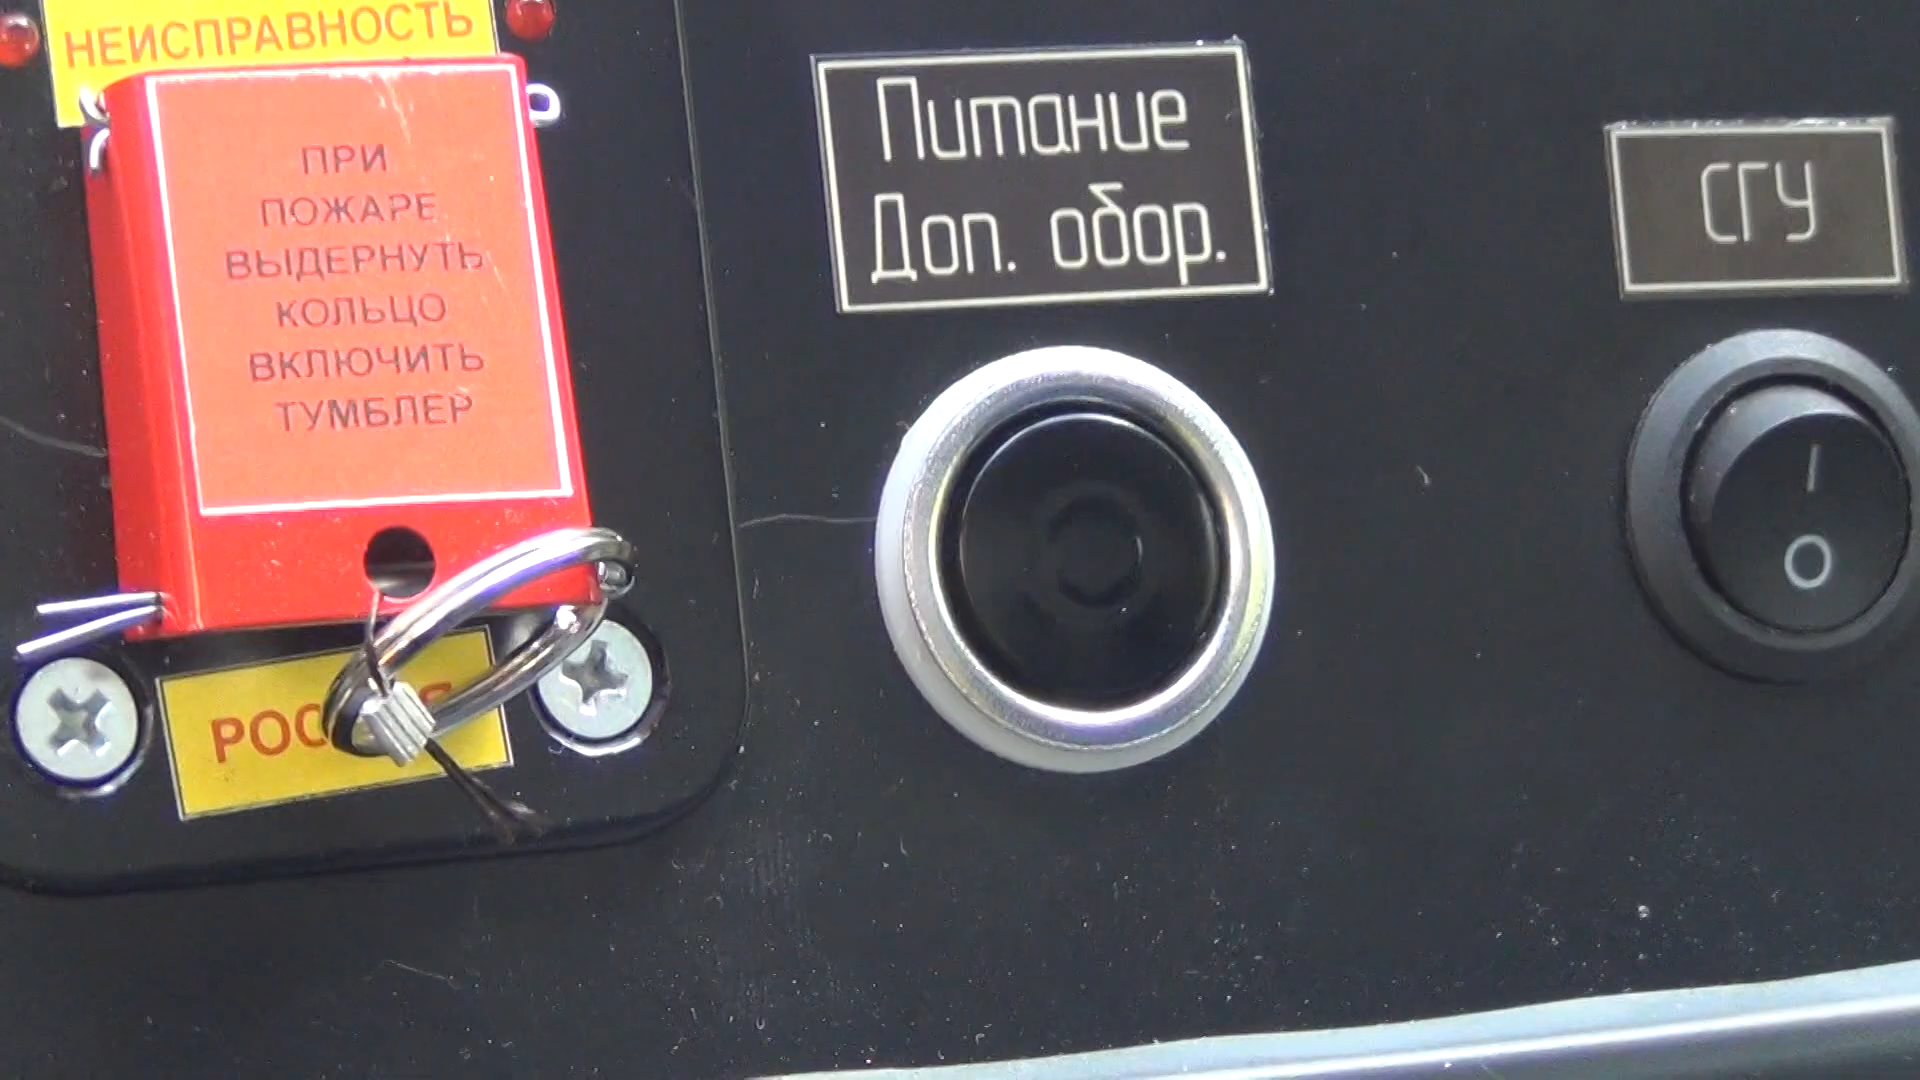 НЕИСПРАВНОСТЬ
ПРИ
ПОЖАРЕ
ВЫДЕРНУТЬ
КОЛЬЦО
ВКЛЮЧИТЬ
ТУМБЛЕР
Питание
Доп. обор.
СГУ
I
O